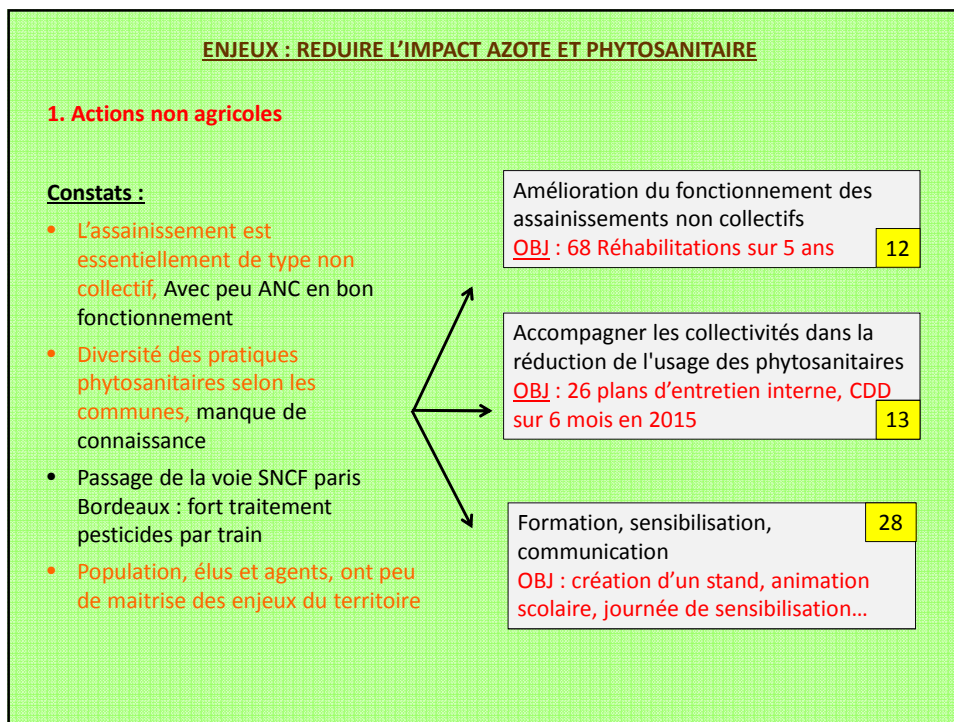 ENJEUX : REDUIRE L'IMPACT AZOTE ET PHYTOSANITAIRE
1. Actions non agricoles
Constats :
• L'assainissement est
essentiellement de type non
collectif, Avec peu ANC en bon
fonctionnement
• Diversité des pratiques
phytosanitaires selon les
communes, manque de
connaissance
• Passage de la voie SNCF paris
Bordeaux : fort traitement
pesticides par train
• Population, élus et agents, ont peu
de maitrise des enjeux du territoire
Amélioration du fonctionnement des
assainissements non collectifs
OBJ : 68 Réhabilitations sur 5 ans
12
Accompagner les collectivités dans la
réduction de l'usage des phytosanitaires
OBJ : 26 plans d'entretien interne, CDD
sur 6 mois en 2015
13
Formation, sensibilisation,
28
communication
OBJ : création d'un stand, animation
scolaire, journée de sensibilisation…